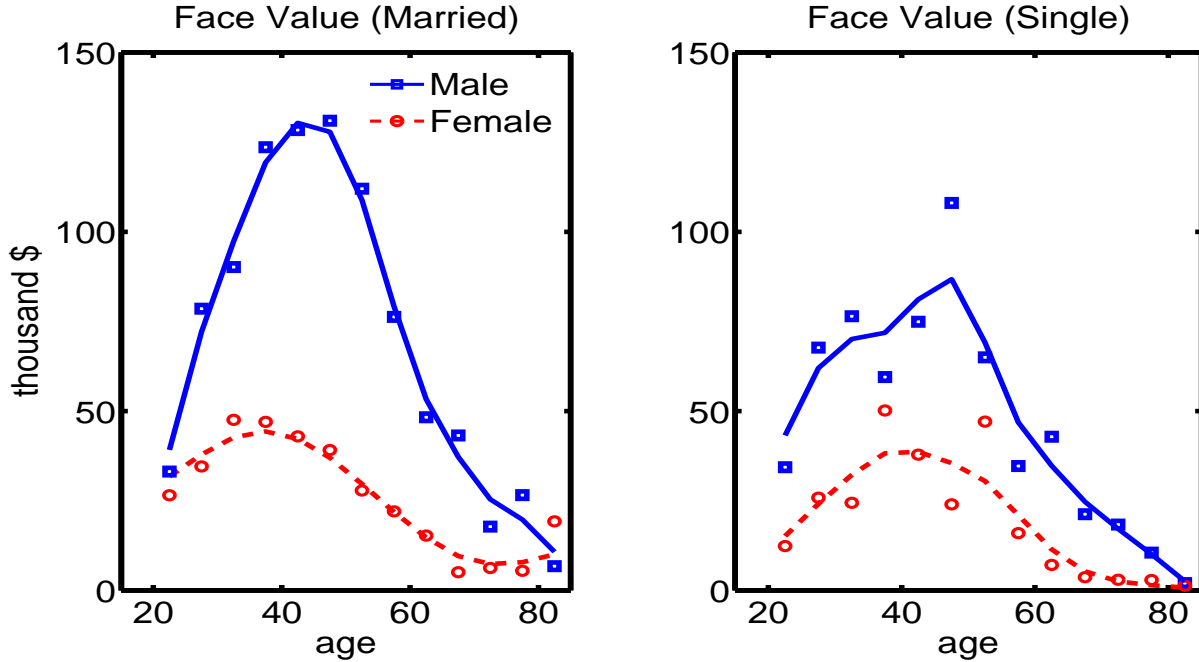 Face Value (Married)
150
100
50
0
thousand $
20 40 60 80
age
Male
Female
Face Value (Single)
150
100
50
0
20 40 60 80
age